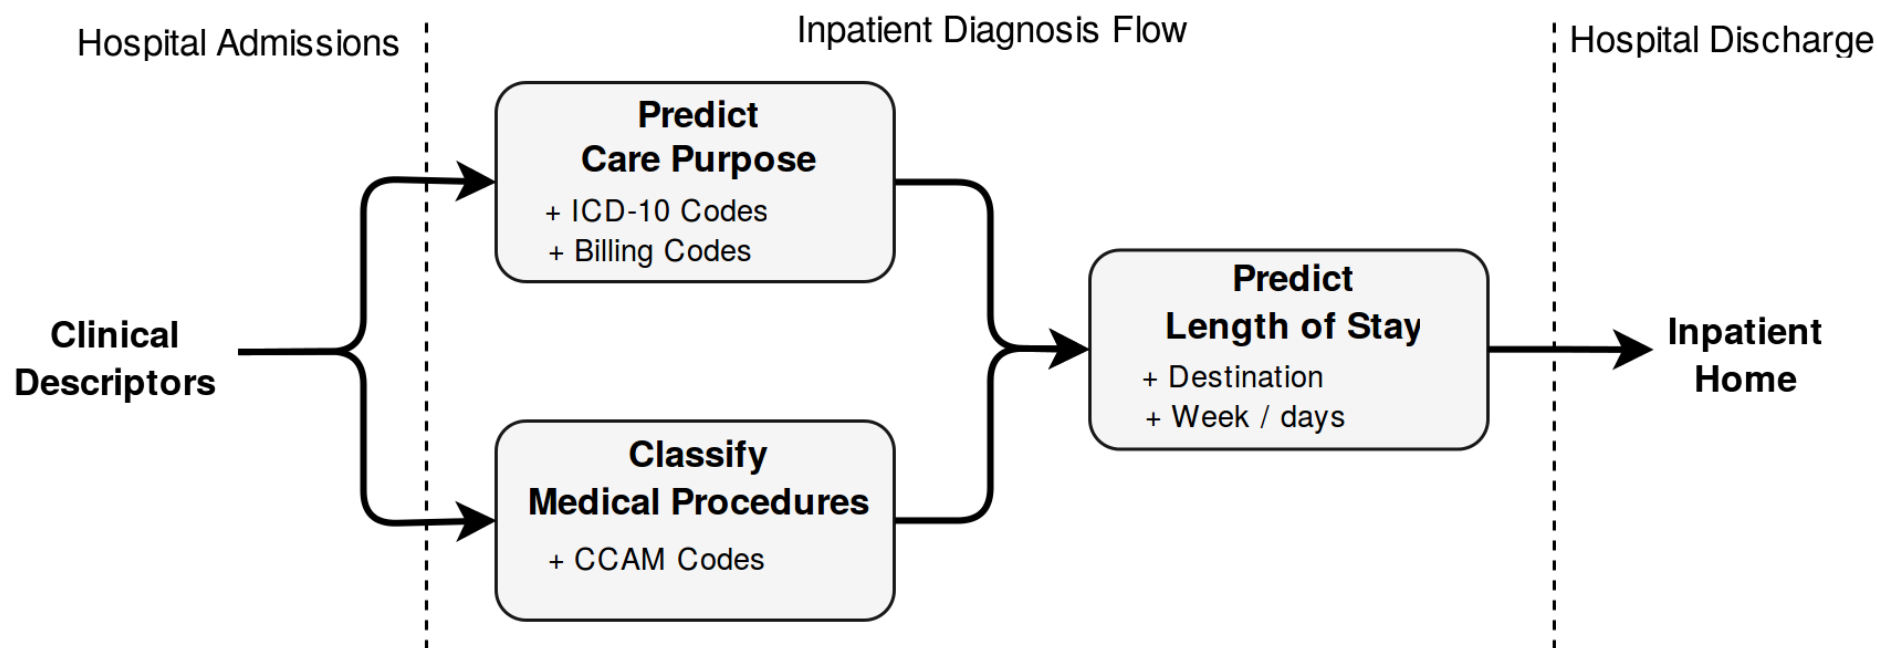 Hospital Admissions
Inpatient Diagnosis Flow
Hospital Discharge
Clinical
Descriptors
Predict
Care Purpose
+ ICD-10 Codes
+ Billing Codes
Classify
Medical Procedures
+ CCAM Codes
Predict
Length of Stay
+ Destination
+ Week / days
Inpatient
Home